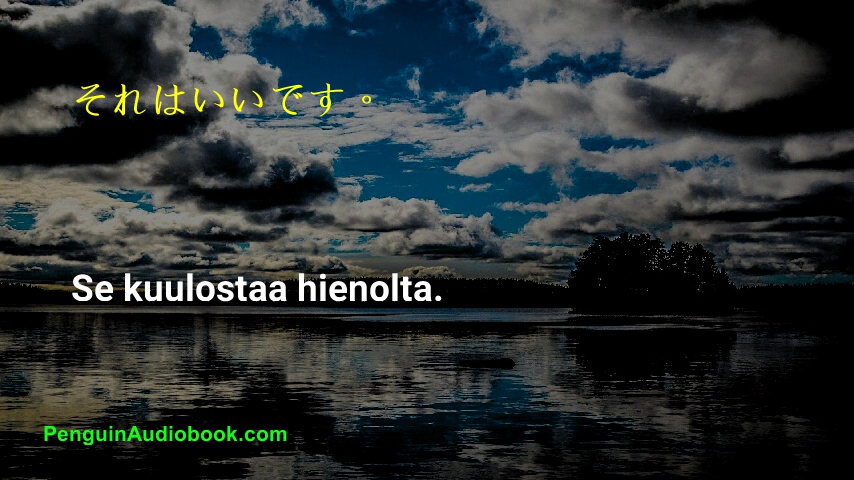 それはいいです。
Se kuulostaa hienolta.
PenguinAudiobook.com